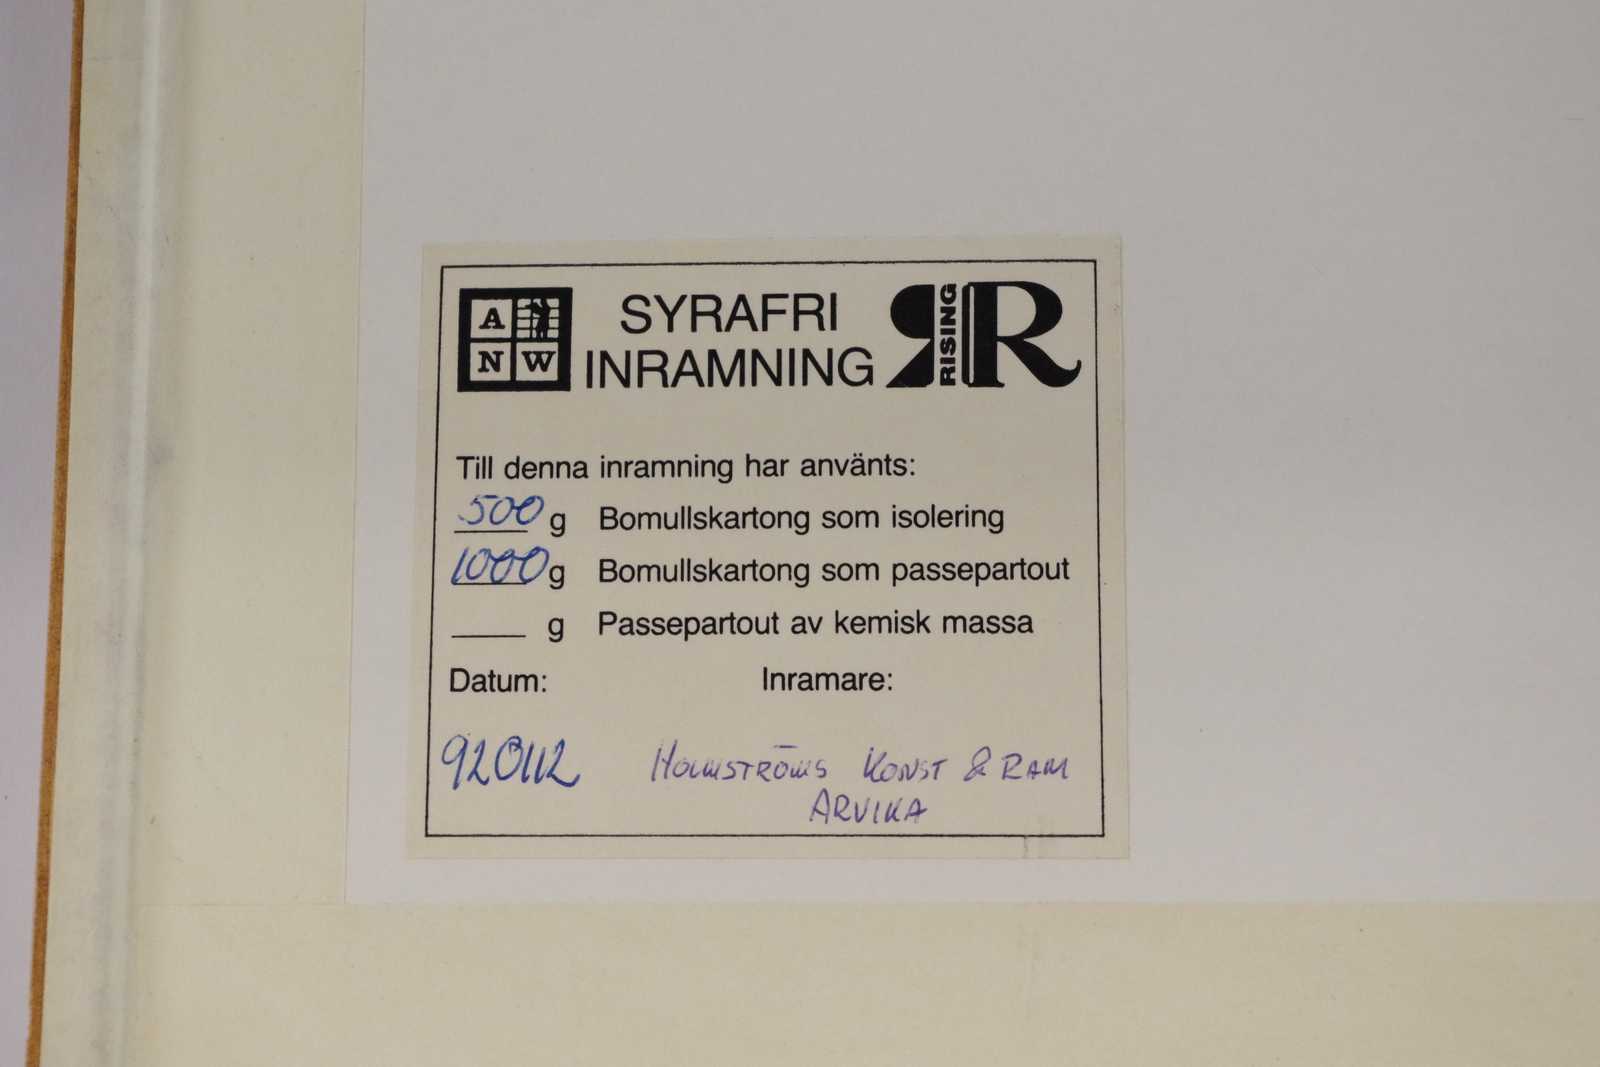 A
N W
SYRAFRI
INRAMNING
RISING R
Till denna inramning har använts:
500 g Bomullskartong som isolering
1000 g Bomullskartong som passepartout
___ g Passepartout av kemisk massa
Datum: Inramare:
920112 HOLMSTRÖMS KONST & RAM
ARVIKA